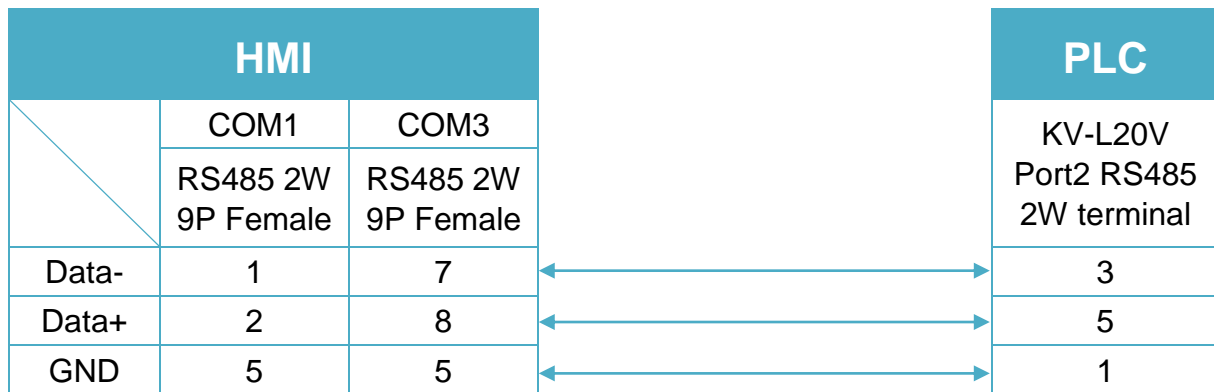 HMI PLC
COM1 COM3
RS485 2W RS485 2W
9P Female 9P Female
KV-L20V
Port2 RS485
2W terminal
Data- 1 7 3
Data+ 2 8 5
GND 5 5 1